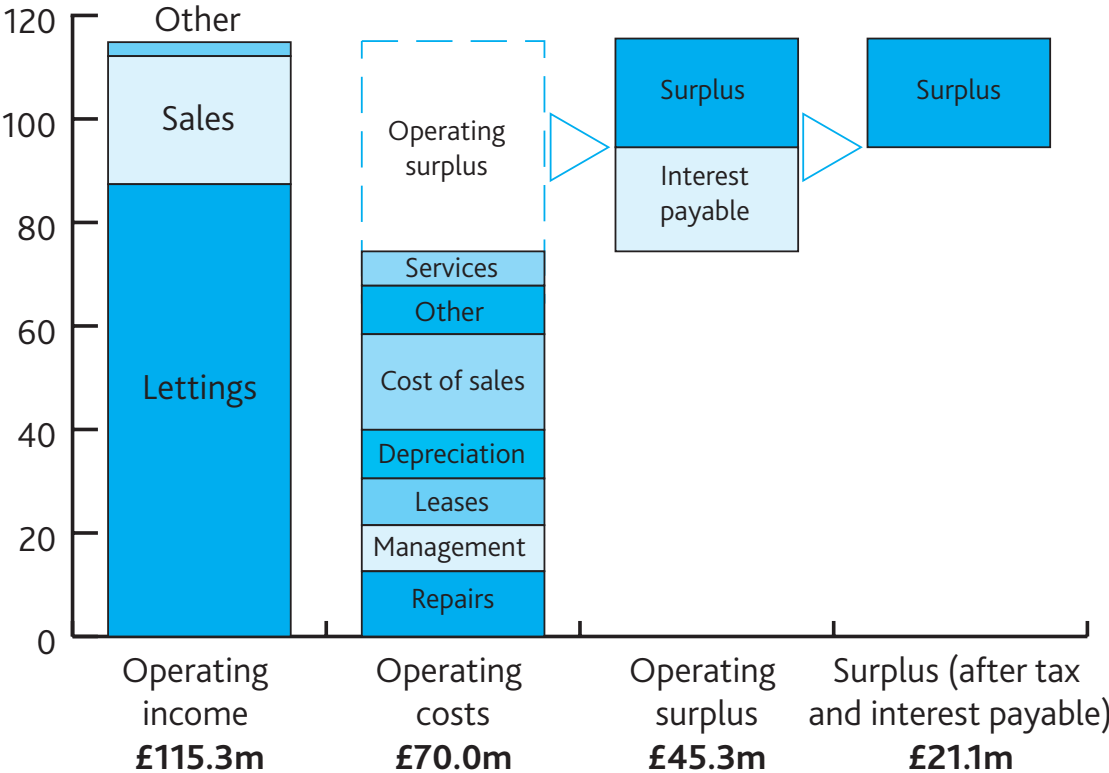 120
100
80
60
40
20
0
Other
Sales
Lettings
Operating
surplus
Services
Other
Cost of sales
Depreciation
Leases
Management
Repairs
Surplus
Interest
payable
Surplus
Operating
income
£115.3m
Operating
costs
£70.0m
Operating
surplus
£45.3m
Surplus (after tax
and interest payable)
£21.1m